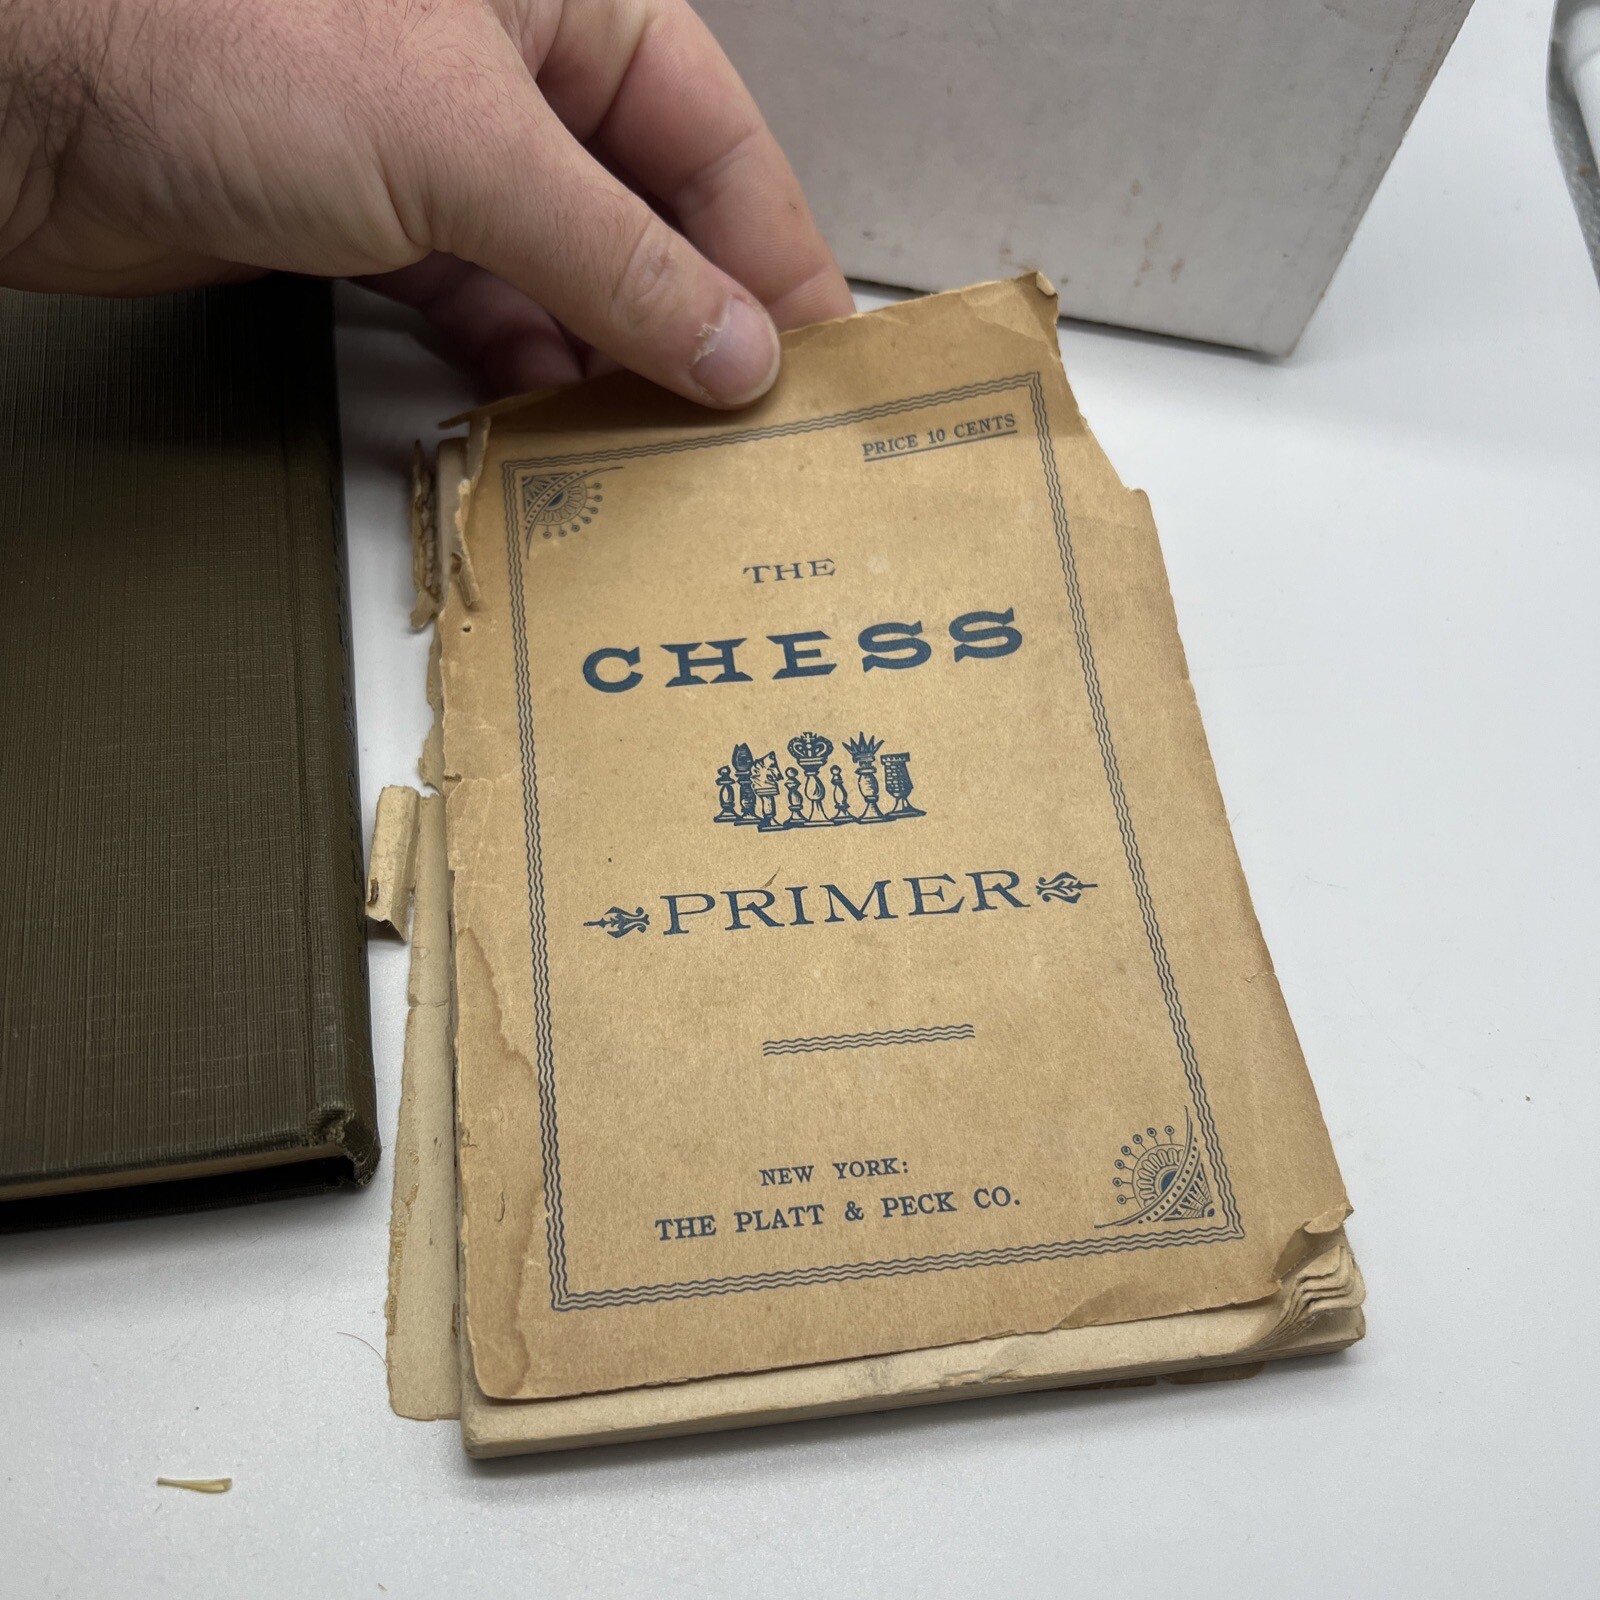 PRICE 10 CENTS
THE
CHESS
PRIMER
NEW YORK:
THE PLATT & PECK CO.